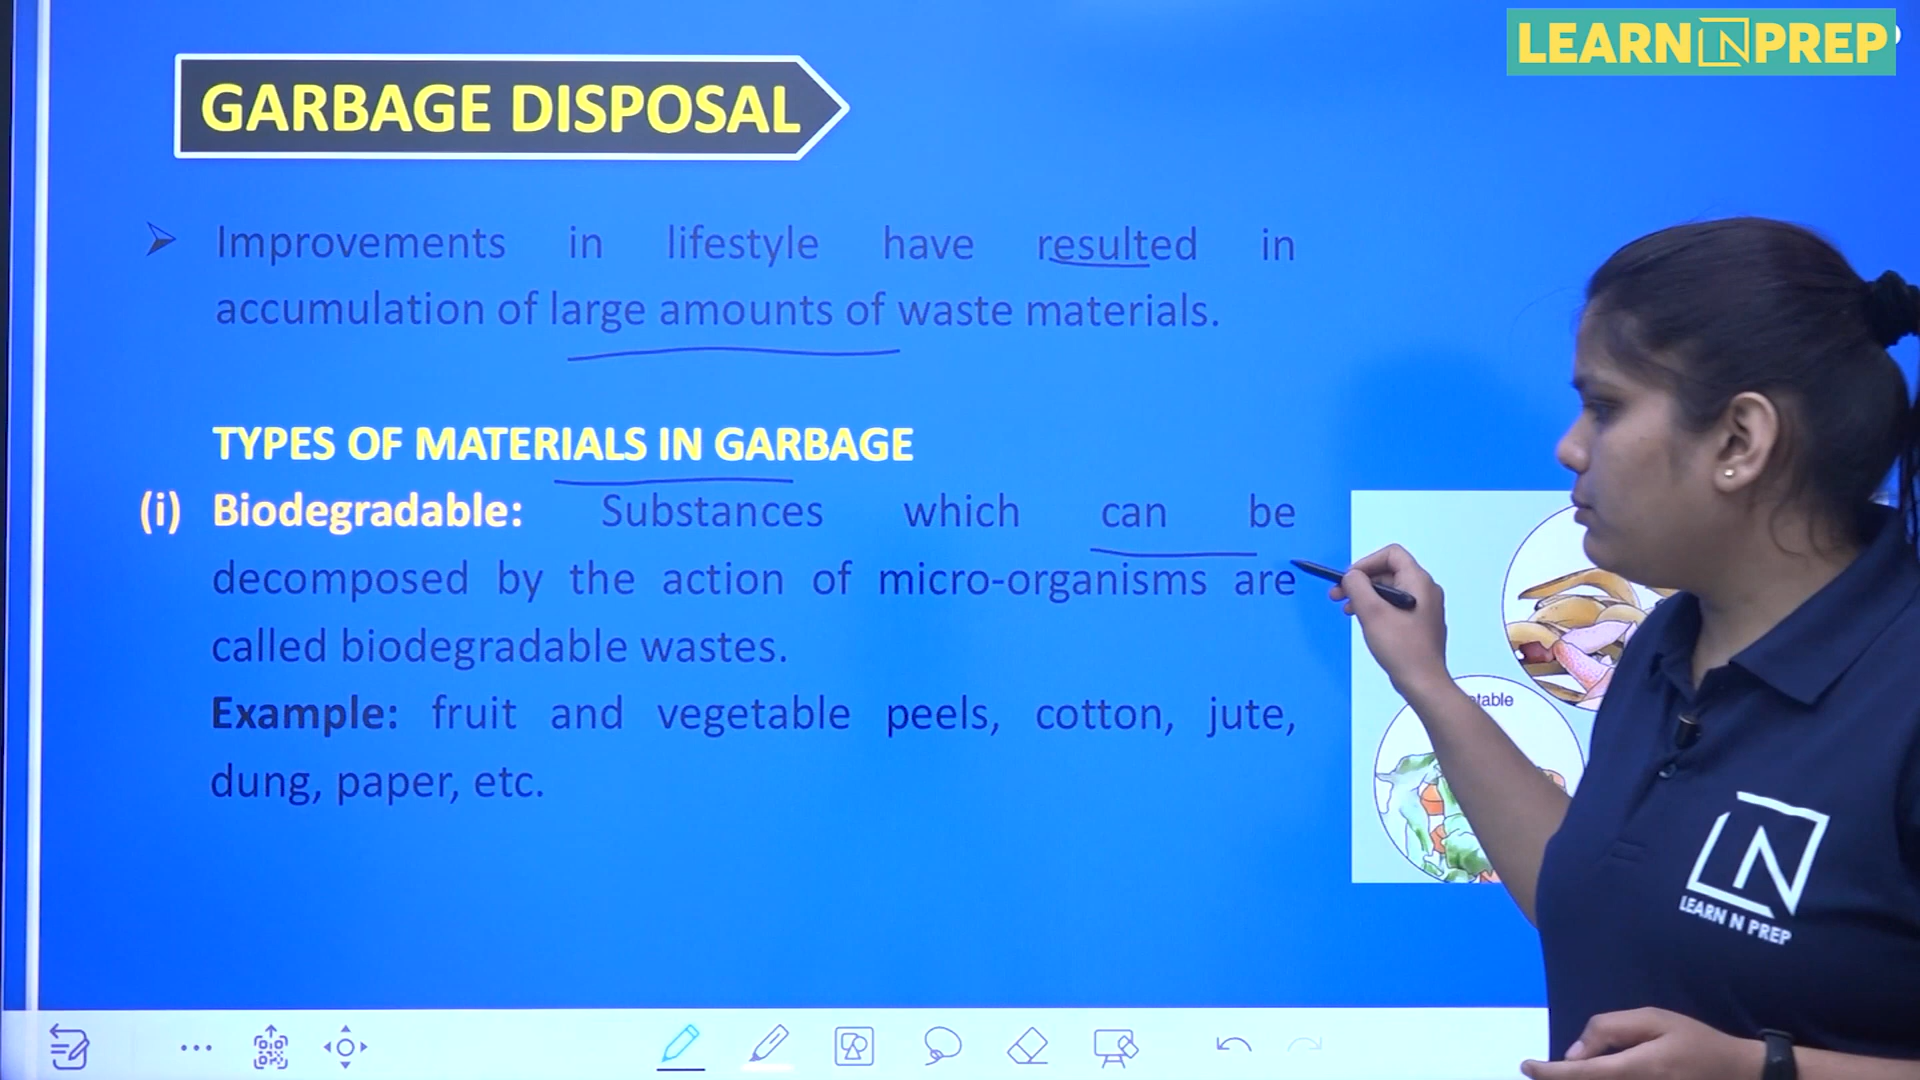 LEARN N PREP
GARBAGE DISPOSAL
Improvements in lifestyle have resulted in
accumulation of large amounts of waste materials.
TYPES OF MATERIALS IN GARBAGE
(i) Biodegradable: Substances which can be
decomposed by the action of micro-organisms are
called biodegradable wastes.
Example: fruit and vegetable peels, cotton, jute,
dung, paper, etc.
LEARN N PREP